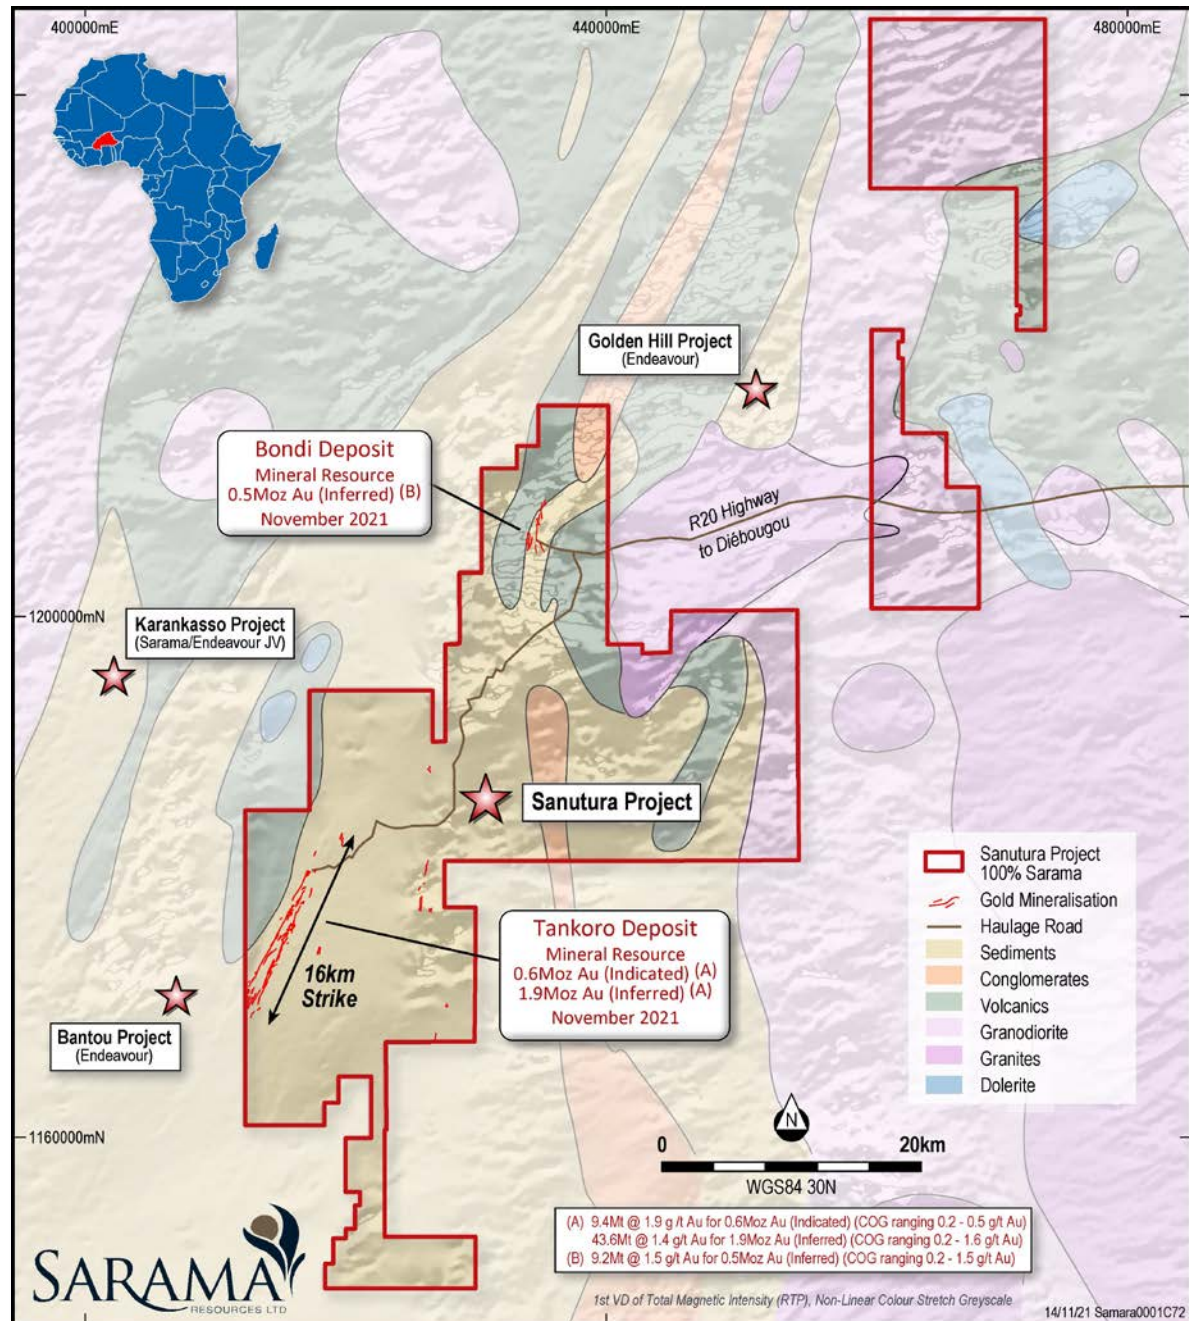 400000mE
440000mE
480000mE
Golden Hill Project
(Endeavour)
Bondi Deposit
Mineral Resource
0.5Moz Au (Inferred) (B)
November 2021
R20 Highway
to Diébougou
1200000mN
Karankasso Project
(Sarama/Endeavour JV)
Sanutura Project
Tankoro Deposit
Mineral Resource
0.6Moz Au (Indicated) (A)
1.9Moz Au (Inferred) (A)
November 2021
16km
Strike
Bantou Project
(Endeavour)
Sanutura Project
100% Sarama
Gold Mineralisation
Haulage Road
Sediments
Conglomerates
Volcanics
Granodiorite
Granites
Dolerite
1160000mN
N
0 20km
WGS84 30N
(A) 9.4Mt @ 1.9 g/t Au for 0.6Moz Au (Indicated) (COG ranging 0.2 - 0.5 g/t Au)
43.6Mt @ 1.4 g/t Au for 1.9Moz Au (Inferred) (COG ranging 0.2 - 1.6 g/t Au)
(B) 9.2Mt @ 1.5 g/t Au for 0.5Moz Au (Inferred) (COG ranging 0.2 - 1.5 g/t Au)
SARAMA
RESOURCES LTD
1st VD of Total Magnetic Intensity (RTP), Non-Linear Colour Stretch Greyscale
14/11/21 Samara0001C72